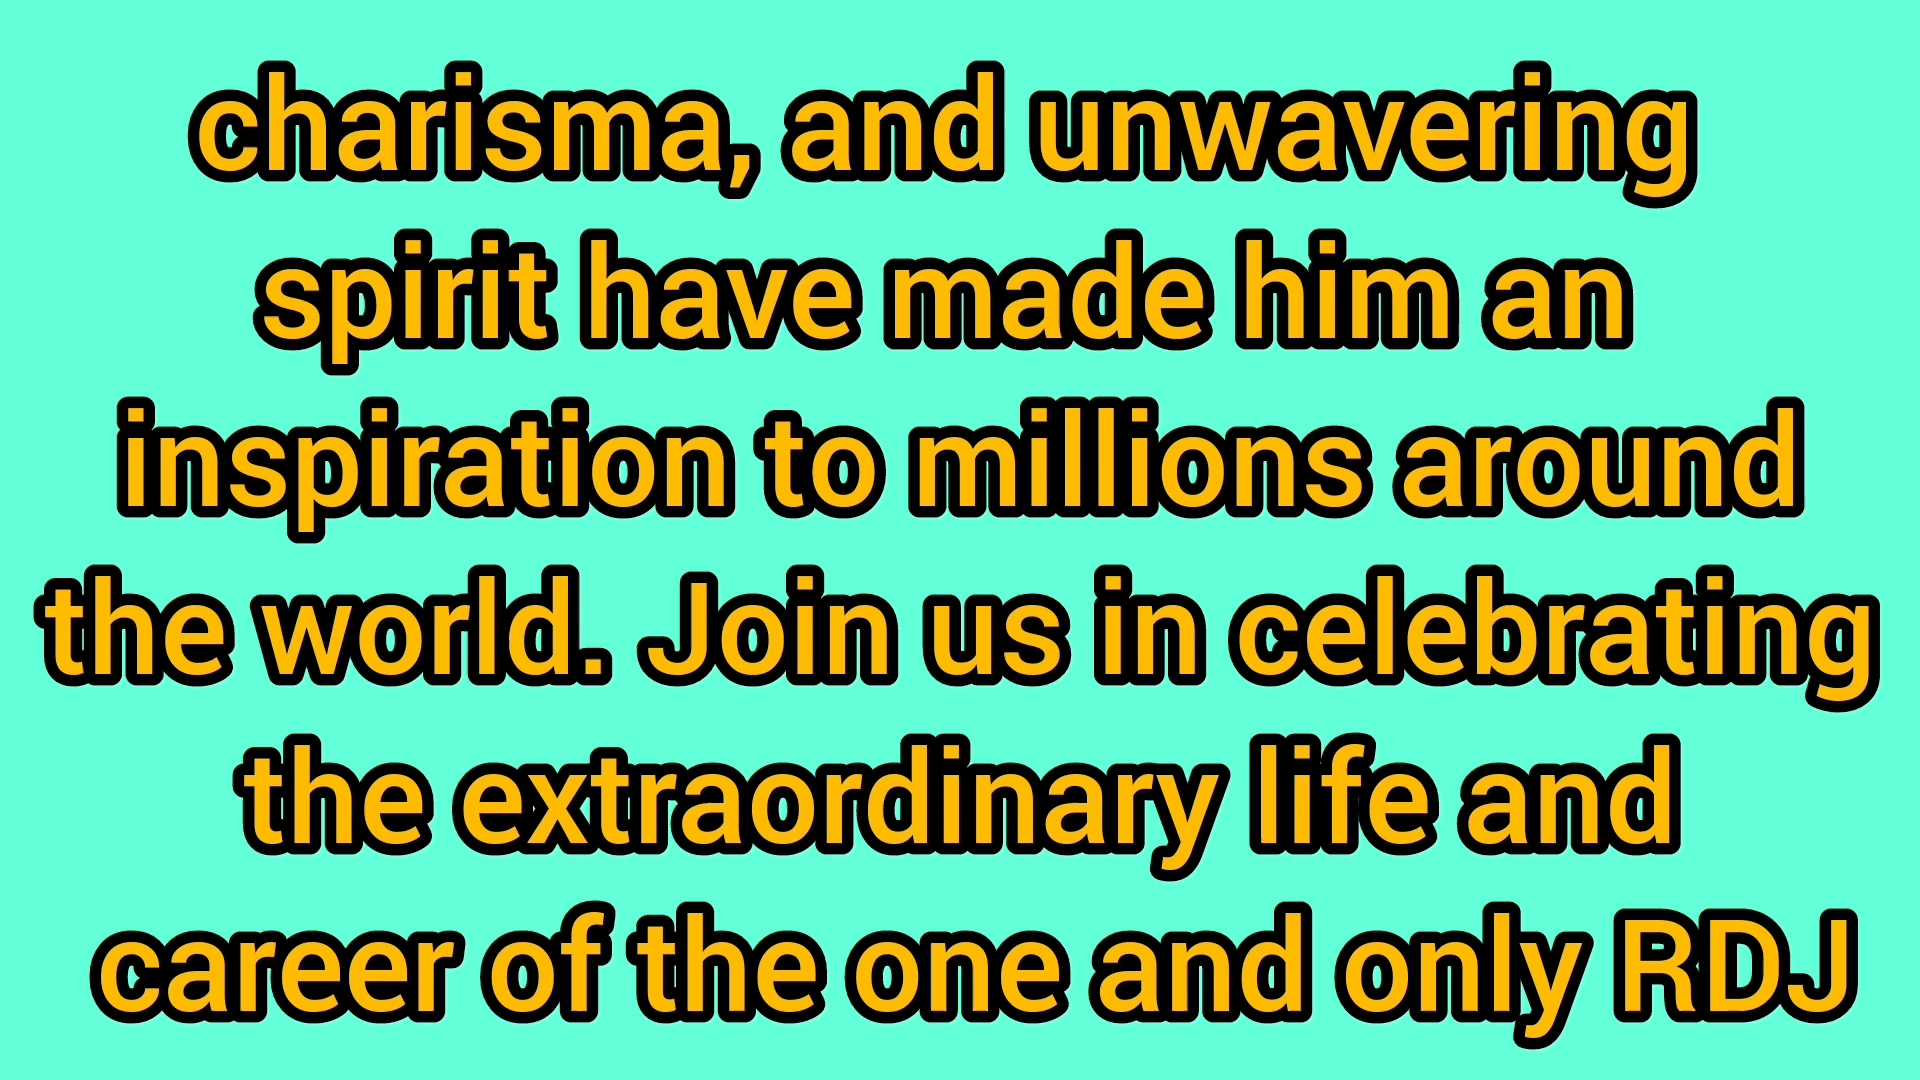 charisma, and unwavering
spirit have made him an
inspiration to millions around
the world. Join us in celebrating
the extraordinary life and
career of the one and only RDJ